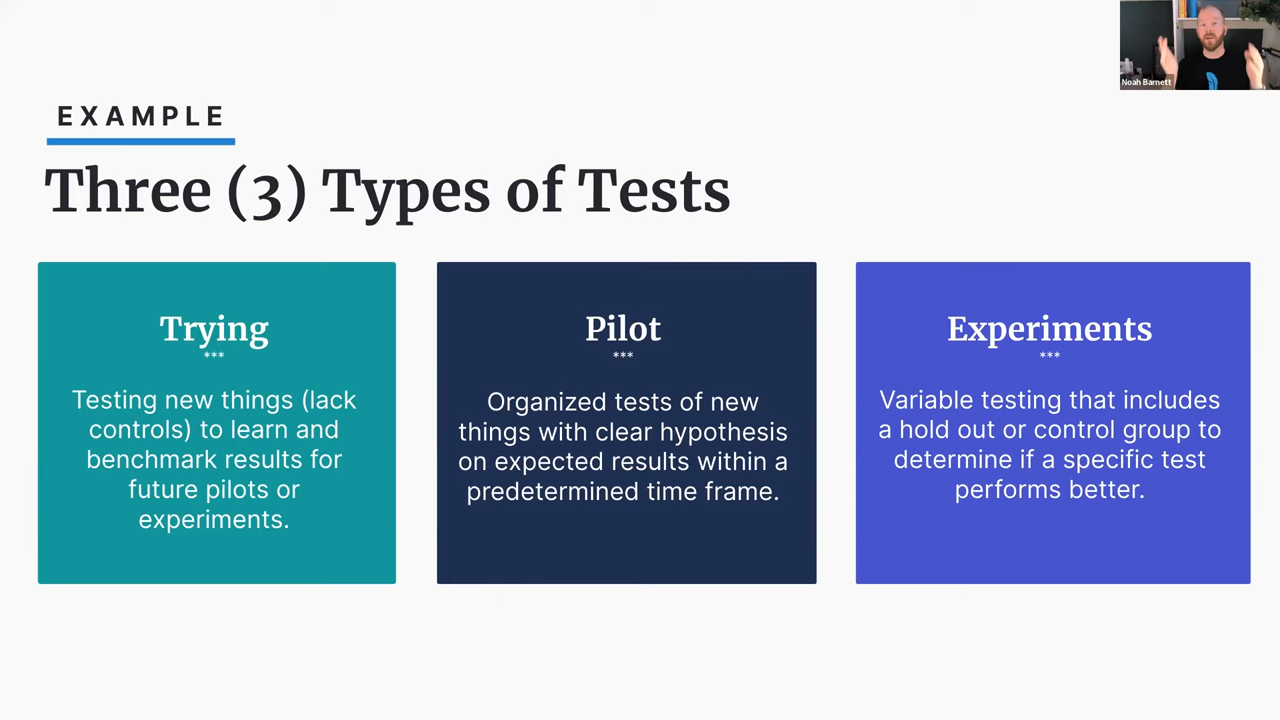 Noah Barnett
EXAMPLE
Three (3) Types of Tests
Trying
***
Testing new things (lack
controls) to learn and
benchmark results for
future pilots or
experiments.
Pilot
***
Organized tests of new
things with clear hypothesis
on expected results within a
predetermined time frame.
Experiments
***
Variable testing that includes
a hold out or control group to
determine if a specific test
performs better.